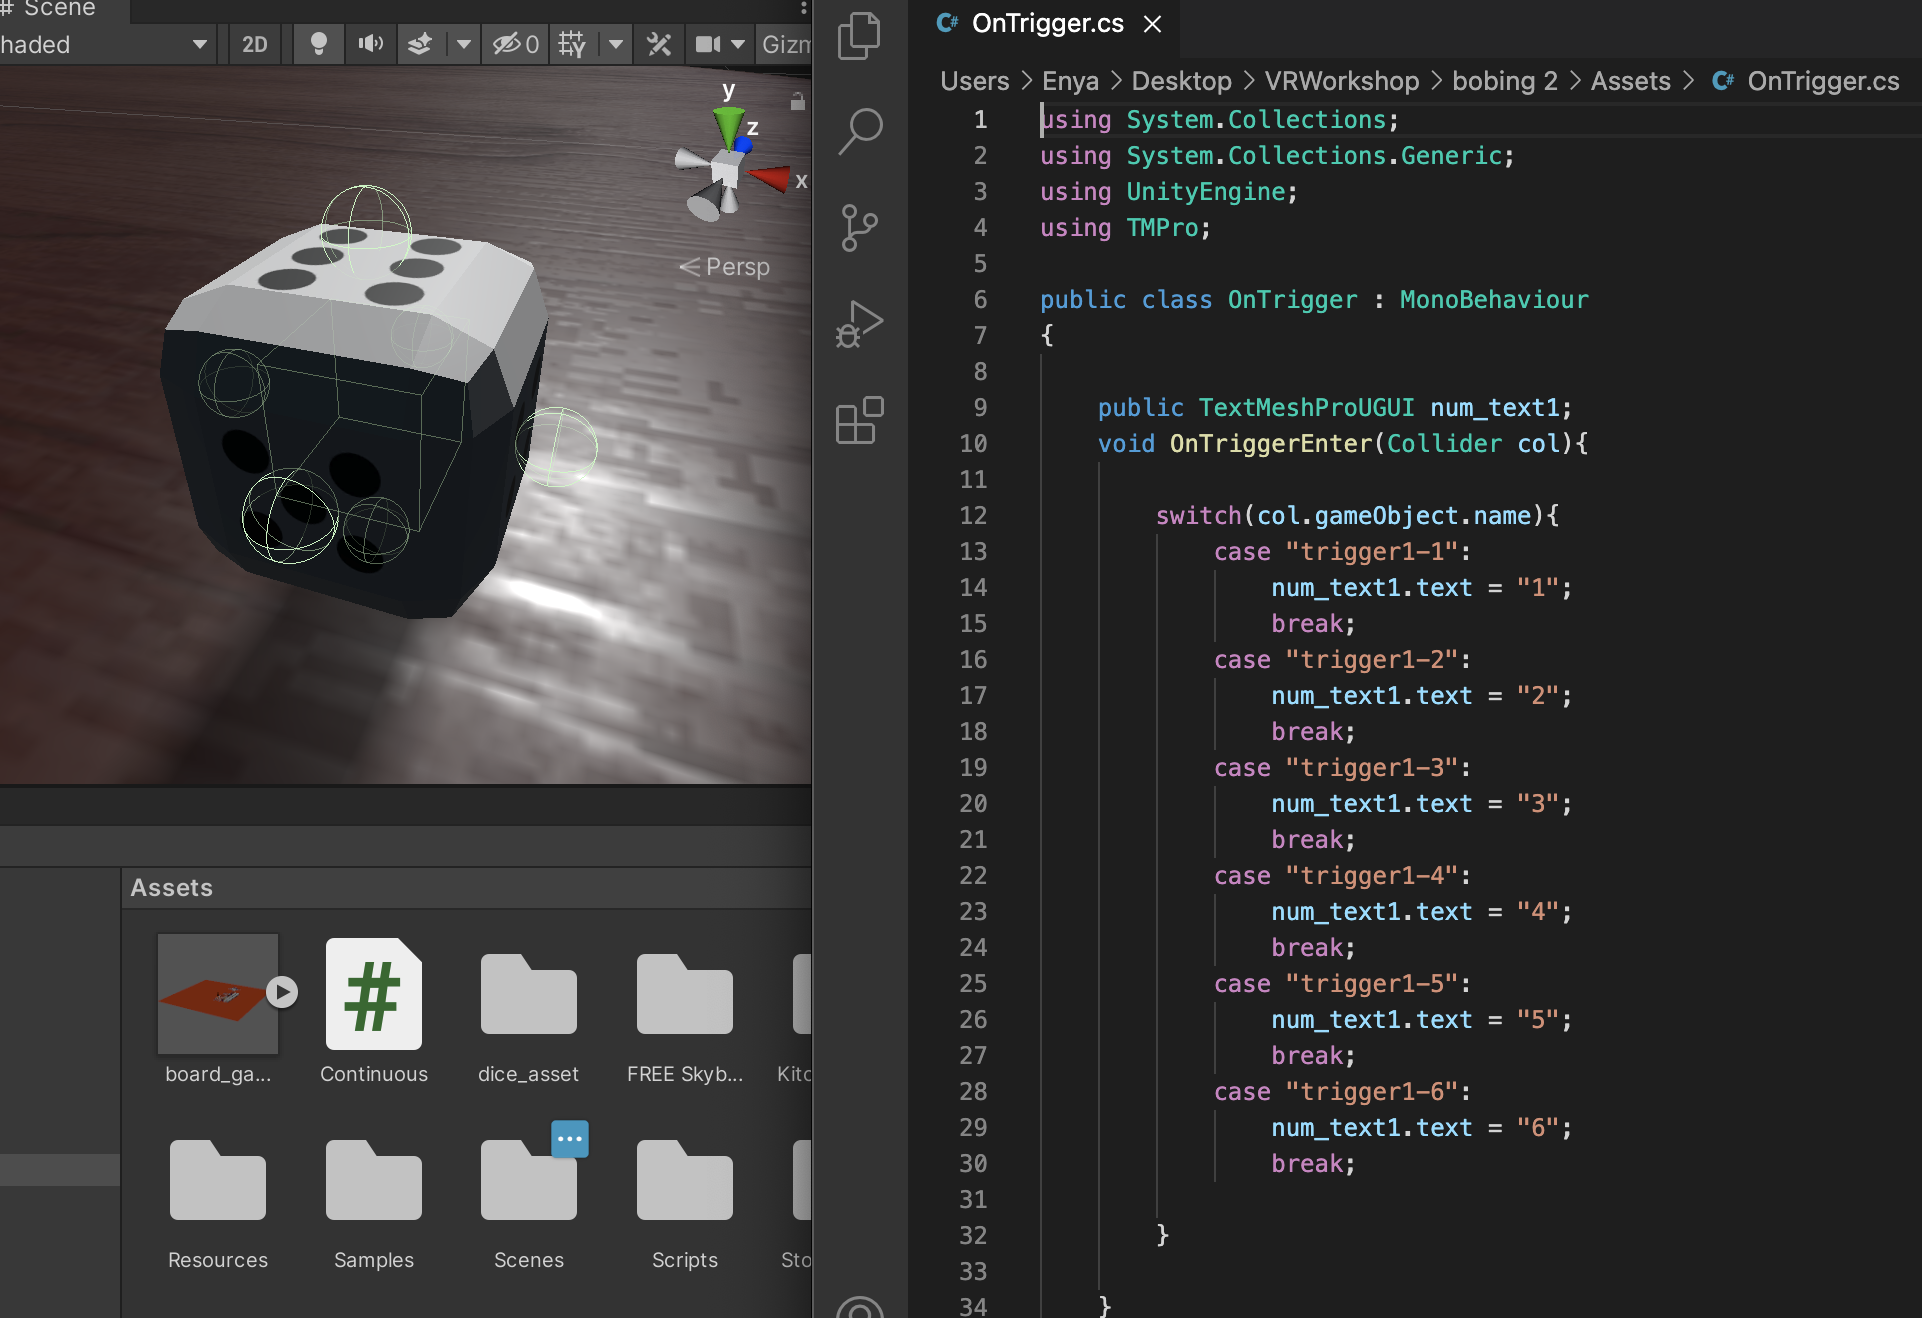 # Scene
haded
2D
0
Gizm
y
z
x
Persp
Assets
board_ga...
Continuous
dice_asset
FREE Skyb...
Kitc
Resources
Samples
Scenes
Scripts
Sto
OnTrigger.cs
Users > Enya > Desktop > VRWorkshop > bobing 2 > Assets > OnTrigger.cs
1 using System.Collections;
2 using System.Collections.Generic;
3 using UnityEngine;
4 using TMPro;
5
6 public class OnTrigger : MonoBehaviour
7 {
8
9 public TextMeshProUGUI num_text1;
10 void OnTriggerEnter(Collider col){
11
12 switch(col.gameObject.name){
13 case "trigger1-1":
14 num_text1.text = "1";
15 break;
16 case "trigger1-2":
17 num_text1.text = "2";
18 break;
19 case "trigger1-3":
20 num_text1.text = "3";
21 break;
22 case "trigger1-4":
23 num_text1.text = "4";
24 break;
25 case "trigger1-5":
26 num_text1.text = "5";
27 break;
28 case "trigger1-6":
29 num_text1.text = "6";
30 break;
31
32 }
33
34 }